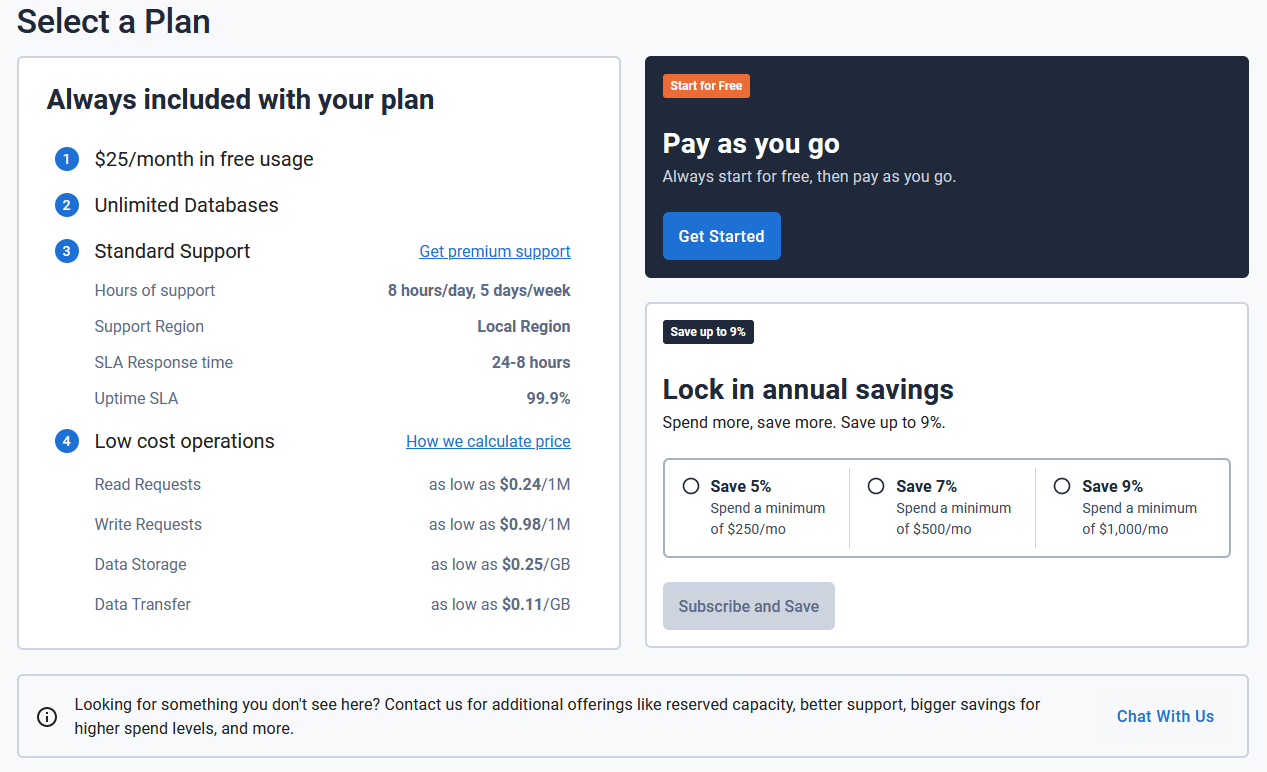 Select a Plan
Always included with your plan
1 $25/month in free usage
2 Unlimited Databases
3 Standard Support Get premium support
Hours of support 8 hours/day, 5 days/week
Support Region Local Region
SLA Response time 24-8 hours
Uptime SLA 99.9%
4 Low cost operations How we calculate price
Read Requests as low as $0.24/1M
Write Requests as low as $0.98/1M
Data Storage as low as $0.25/GB
Data Transfer as low as $0.11/GB
Start for Free
Pay as you go
Always start for free, then pay as you go.
Get Started
Save up to 9%
Lock in annual savings
Spend more, save more. Save up to 9%.
Save 5%
Spend a minimum
of $250/mo
Save 7%
Spend a minimum
of $500/mo
Save 9%
Spend a minimum
of $1,000/mo
Subscribe and Save
Looking for something you don't see here? Contact us for additional offerings like reserved capacity, better support, bigger savings for
higher spend levels, and more.
Chat With Us